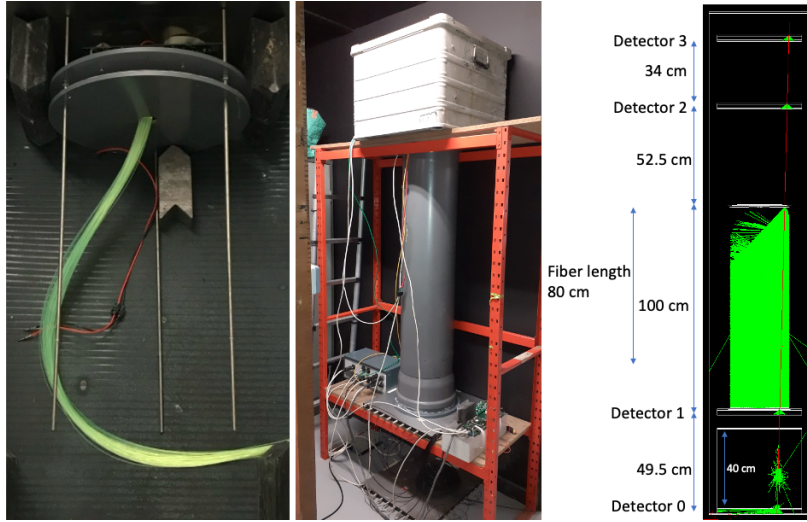 Detector 3
34 cm
Detector 2
52.5 cm
Fiber length
80 cm
100 cm
Detector 1
49.5 cm
40 cm
Detector 0